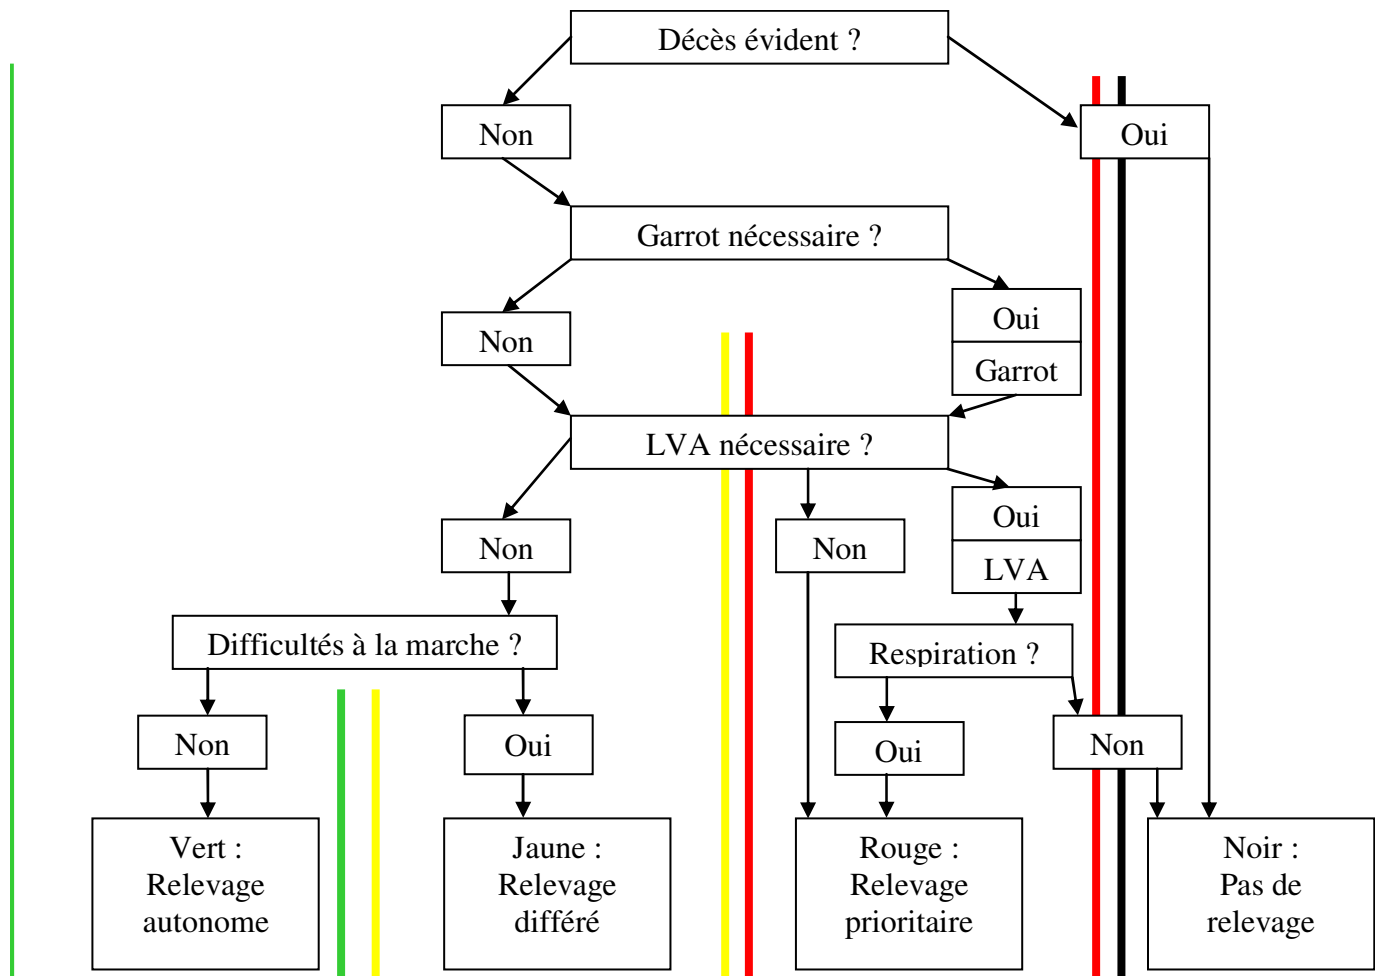 Décès évident ?
Non
Oui
Garrot nécessaire ?
Oui
Non
Garrot
LVA nécessaire ?
Oui
Non
Non
LVA
Difficultés à la marche ?
Respiration ?
Non
Oui
Oui
Non
Vert :
Relevage
autonome
Jaune :
Relevage
différé
Rouge :
Relevage
prioritaire
Noir :
Pas de
relevage